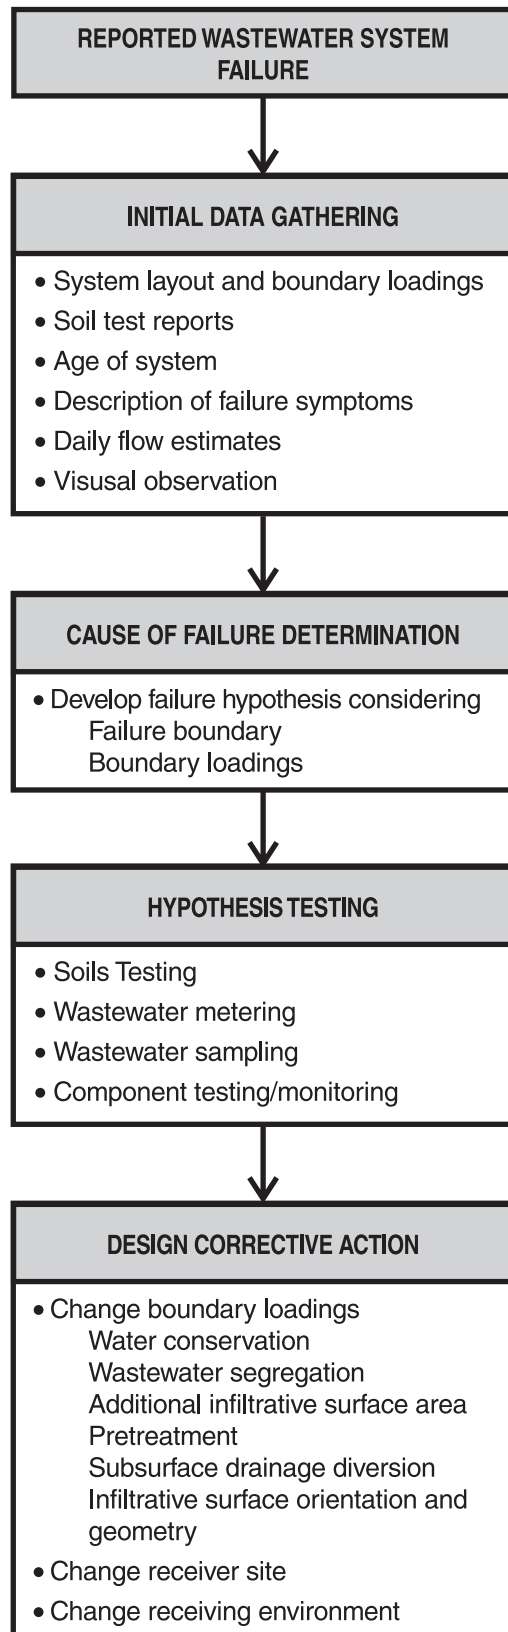 REPORTED WASTEWATER SYSTEM
FAILURE
INITIAL DATA GATHERING
• System layout and boundary loadings
• Soil test reports
• Age of system
• Description of failure symptoms
• Daily flow estimates
• Visusal observation
CAUSE OF FAILURE DETERMINATION
• Develop failure hypothesis considering
Failure boundary
Boundary loadings
HYPOTHESIS TESTING
• Soils Testing
• Wastewater metering
• Wastewater sampling
• Component testing/monitoring
DESIGN CORRECTIVE ACTION
• Change boundary loadings
Water conservation
Wastewater segregation
Additional infiltrative surface area
Pretreatment
Subsurface drainage diversion
Infiltrative surface orientation and
geometry
• Change receiver site
• Change receiving environment